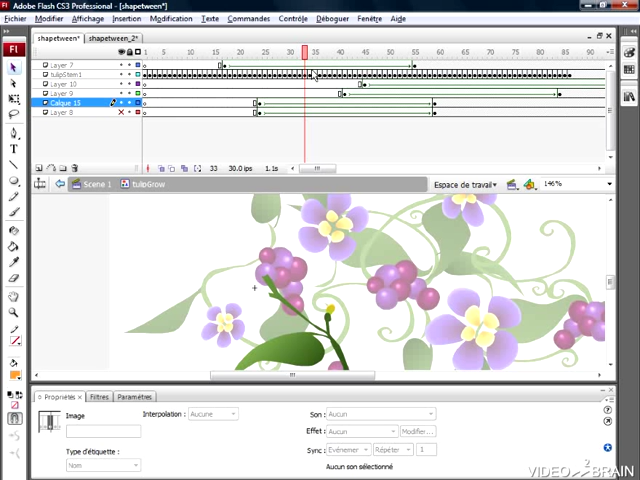 Fl Adobe Flash CS3 Professional - [shapetween*]
Fichier Edition Affichage Insertion Modification Texte Commandes Contrôle Déboguer Fenêtre Aide
shapetween* shapetween_2*
1 5 10 15 20 25 30 35 40 45 50 55 60 65 70 75 80 85 90
Fl
Layer 7
tulipStem1
Layer 10
Layer 9
Calque 15
Layer 8
33 30.0 ips 1.1s
Scene 1 tulipGrow Espace de travail 146%
Propriétés × Filtres Paramètres
Image Interpolation : Aucune Son : Aucun
Effet : Aucun Modifier...
Type d'étiquette : Sync : Evénement Répéter 1
Nom Aucun son sélectionné
VIDEO2BRAIN